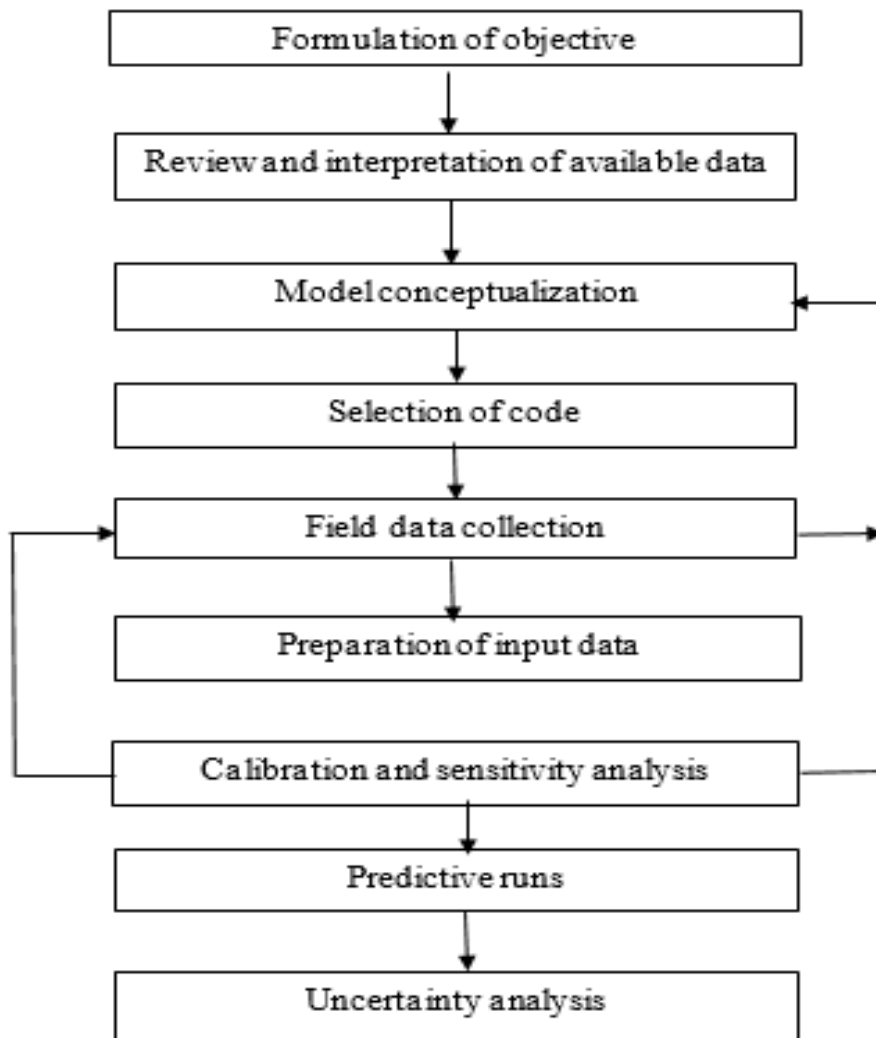 Formulation of objective
Review and interpretation of available data
Model conceptualization
Selection of code
Field data collection
Preparation of input data
Calibration and sensitivity analysis
Predictive runs
Uncertainty analysis